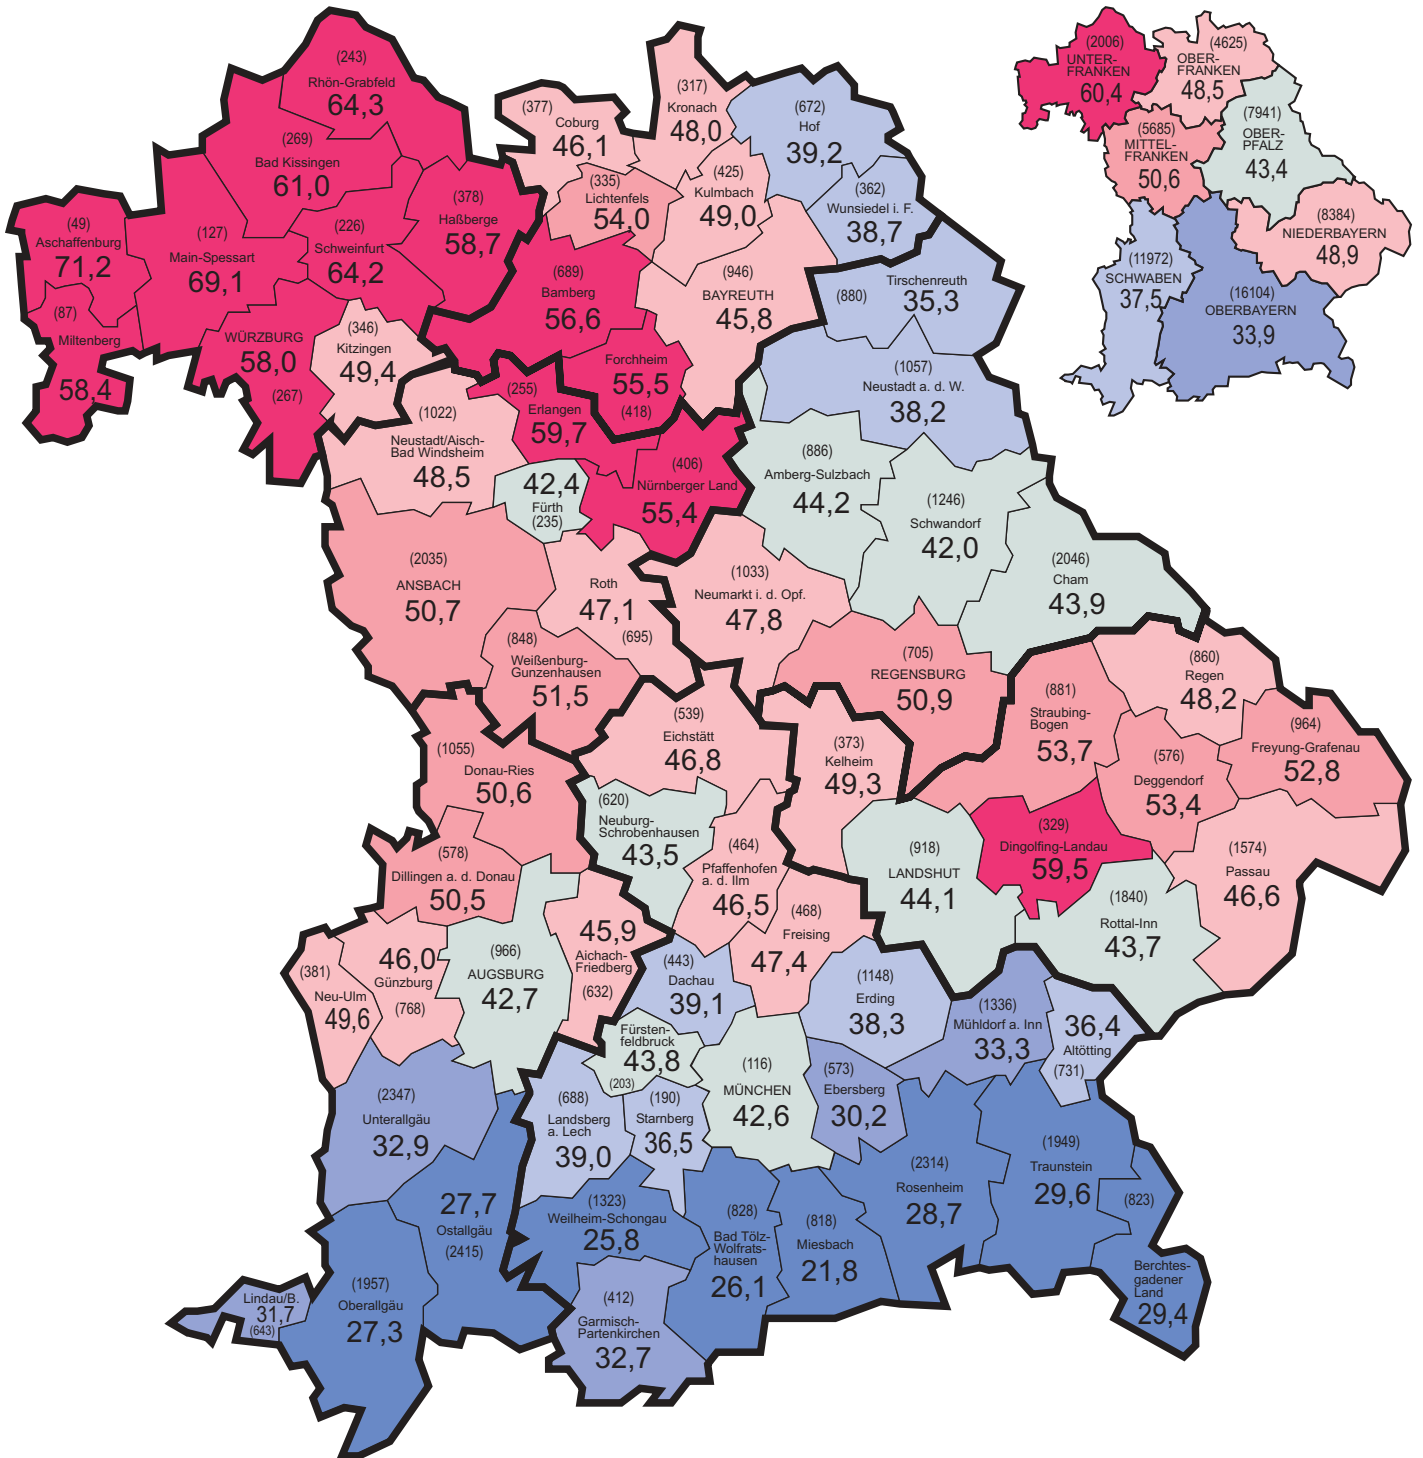 (243)
Rhön-Grabfeld
64,3
(269)
Bad Kissingen
61,0
(378)
Haßberge
58,7
(49)
Aschaffenburg
71,2
(127)
Main-Spessart
69,1
(226)
Schweinfurt
64,2
(87)
Miltenberg
58,4
WÜRZBURG
58,0
(267)
(346)
Kitzingen
49,4
(377)
Coburg
46,1
(317)
Kronach
48,0
(672)
Hof
39,2
(335)
Lichtenfels
54,0
(425)
Kulmbach
49,0
(362)
Wunsiedel i. F.
38,7
(689)
Bamberg
56,6
(946)
BAYREUTH
45,8
Forchheim
55,5
(418)
(880)
Tirschenreuth
35,3
(1057)
Neustadt a. d. W.
38,2
(1022)
Neustadt/Aisch-
Bad Windsheim
48,5
(255)
Erlangen
59,7
42,4
Fürth
(235)
(406)
Nürnberger Land
55,4
(886)
Amberg-Sulzbach
44,2
(1246)
Schwandorf
42,0
(2046)
Cham
43,9
(2035)
ANSBACH
50,7
Roth
47,1
(695)
(1033)
Neumarkt i. d. Opf.
47,8
(848)
Weißenburg-
Gunzenhausen
51,5
(705)
REGENSBURG
50,9
(860)
Regen
48,2
(881)
Straubing-
Bogen
53,7
(964)
Freyung-Grafenau
52,8
(539)
Eichstätt
46,8
(373)
Kelheim
49,3
(576)
Deggendorf
53,4
(1055)
Donau-Ries
50,6
(620)
Neuburg-
Schrobenhausen
43,5
(464)
Pfaffenhofen
a. d. Ilm
46,5
(918)
LANDSHUT
44,1
(329)
Dingolfing-Landau
59,5
(1574)
Passau
46,6
(578)
Dillingen a. d. Donau
50,5
(1840)
Rottal-Inn
43,7
(468)
Freising
47,4
45,9
Aichach-
Friedberg
(632)
(966)
AUGSBURG
42,7
46,0
Günzburg
(768)
(381)
Neu-Ulm
49,6
(443)
Dachau
39,1
(1148)
Erding
38,3
(1336)
Mühldorf a. Inn
33,3
36,4
Altötting
(731)
Fürsten-
feldbruck
43,8
(203)
(116)
MÜNCHEN
42,6
(573)
Ebersberg
30,2
(2347)
Unterallgäu
32,9
(688)
Landsberg
a. Lech
39,0
(190)
Starnberg
36,5
(2314)
Rosenheim
28,7
(1949)
Traunstein
29,6
(823)
Berchtes-
gadener
Land
29,4
27,7
Ostallgäu
(2415)
(1323)
Weilheim-Schongau
25,8
(828)
Bad Tölz-
Wolfrats-
hausen
26,1
(818)
Miesbach
21,8
(412)
Garmisch-
Partenkirchen
32,7
(1957)
Oberallgäu
27,3
Lindau/B.
31,7
(643)
(2006)
UNTER-
FRANKEN
60,4
(4625)
OBER-
FRANKEN
48,5
(7941)
OBER-
PFALZ
43,4
(5685)
MITTEL-
FRANKEN
50,6
(8384)
NIEDERBAYERN
48,9
(11972)
SCHWABEN
37,5
(16104)
OBERBAYERN
33,9